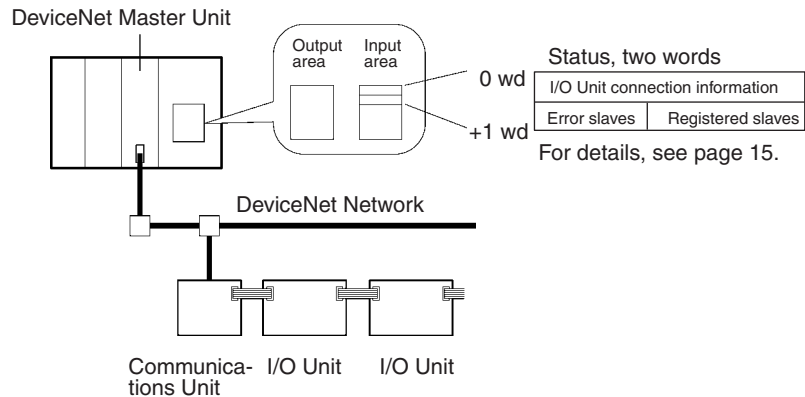 DeviceNet Master Unit
Output
area
Input
area
0 wd
+1 wd
Status, two words
I/O Unit connection information
Error slaves
Registered slaves
For details, see page 15.
DeviceNet Network
Communica-
tions Unit
I/O Unit
I/O Unit